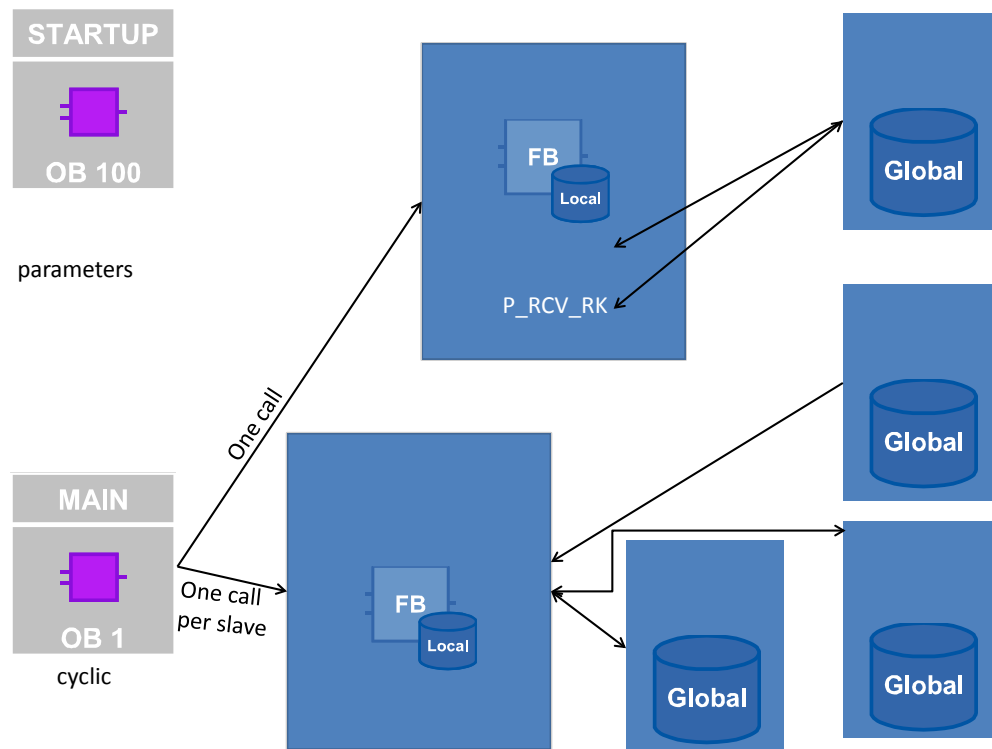 STARTUP
OB 100
parameters
FB
Local
P_RCV_RK
Global
One call
Global
MAIN
OB 1
cyclic
One call
per slave
FB
Local
Global
Global